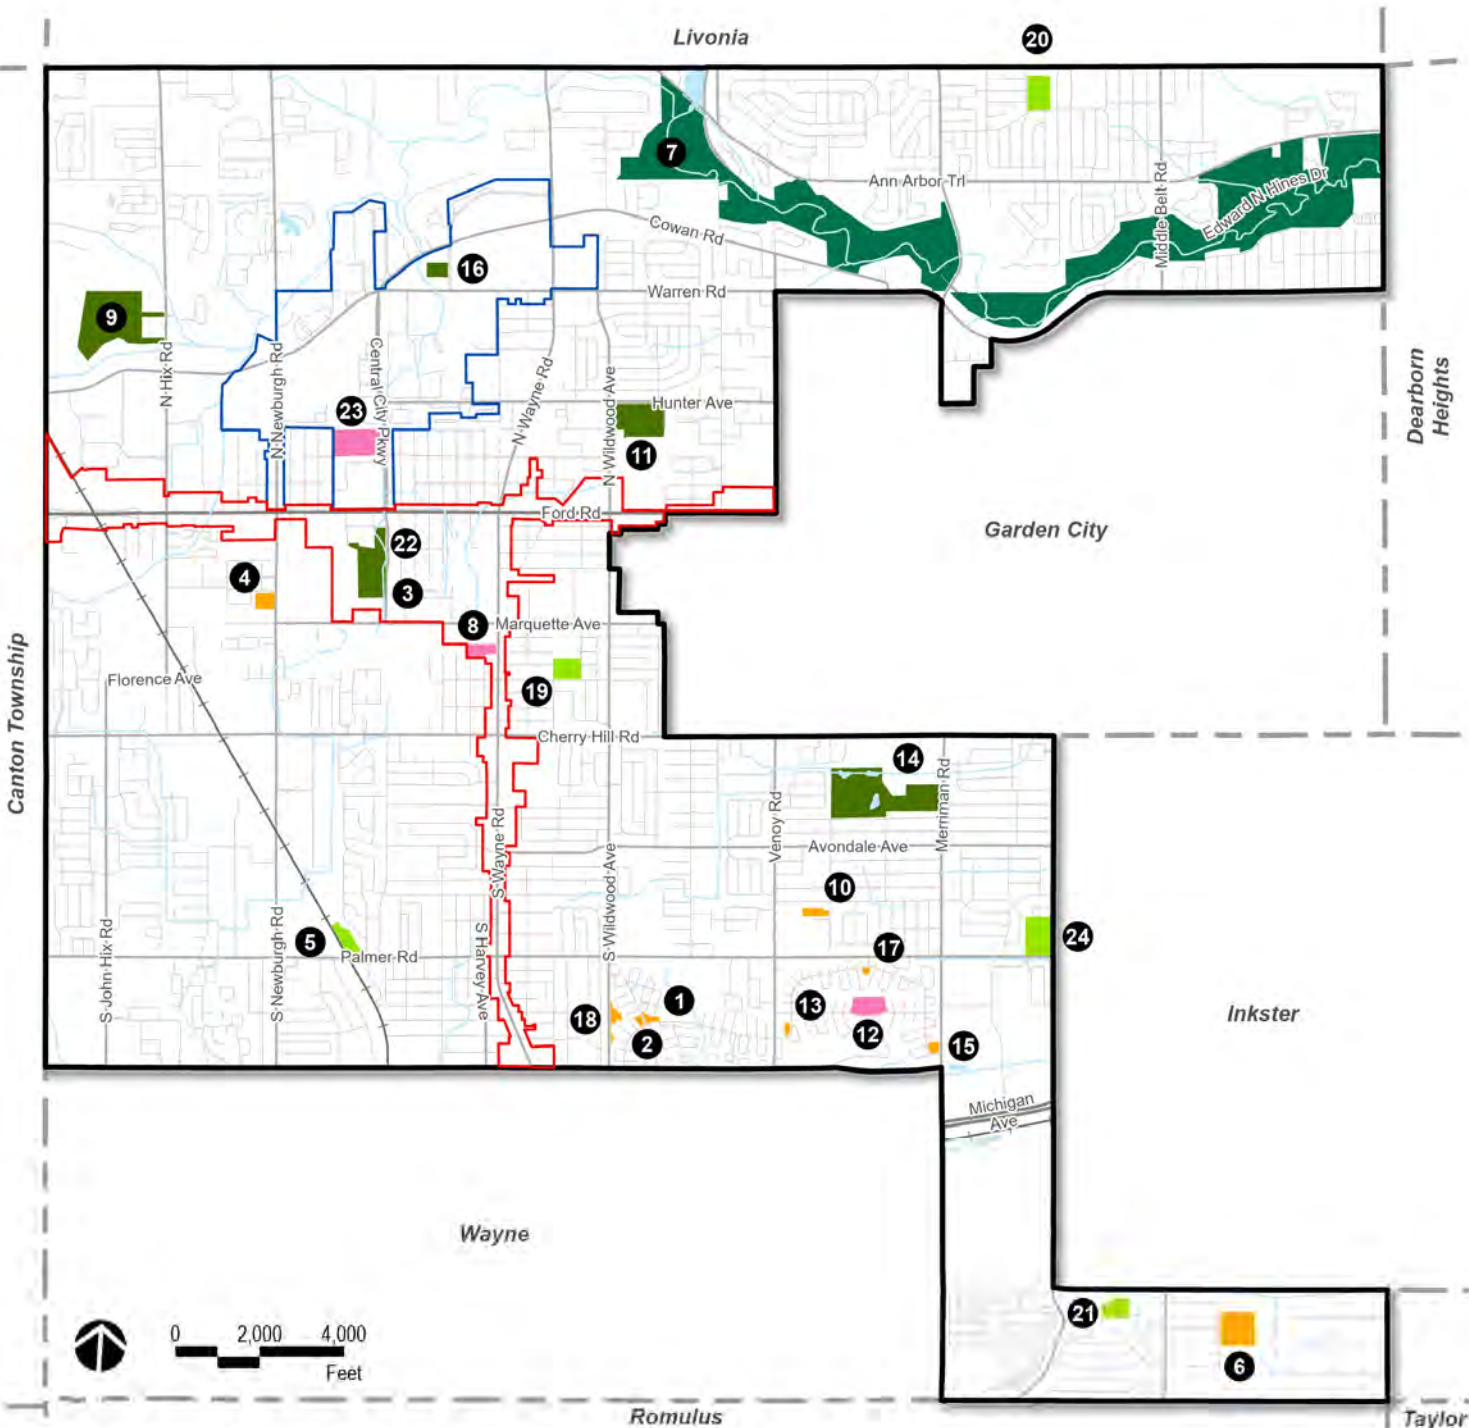 Livonia
20
7
Ann Arbor Trl
Middle Belt Rd
Edward N Hines Dr
Cowan Rd
16
Warren Rd
9
N Hix Rd
N Newburgh Rd
Central City Pkwy
N Wayne Rd
N Wildwood Ave
Hunter Ave
23
11
Dearborn
Heights
Ford Rd
Garden City
22
4
3
8
Marquette Ave
Canton Township
Florence Ave
19
Cherry Hill Rd
14
Venoy Rd
Merriman Rd
S Wayne Rd
Avondale Ave
S Wildwood Ave
10
S John Hix Rd
S Newburgh Rd
5
Palmer Rd
S Harvey Ave
17
24
1
13
18
12
2
15
Inkster
Michigan
Ave
Wayne
21
6
0 2,000 4,000
Feet
Romulus
Taylor